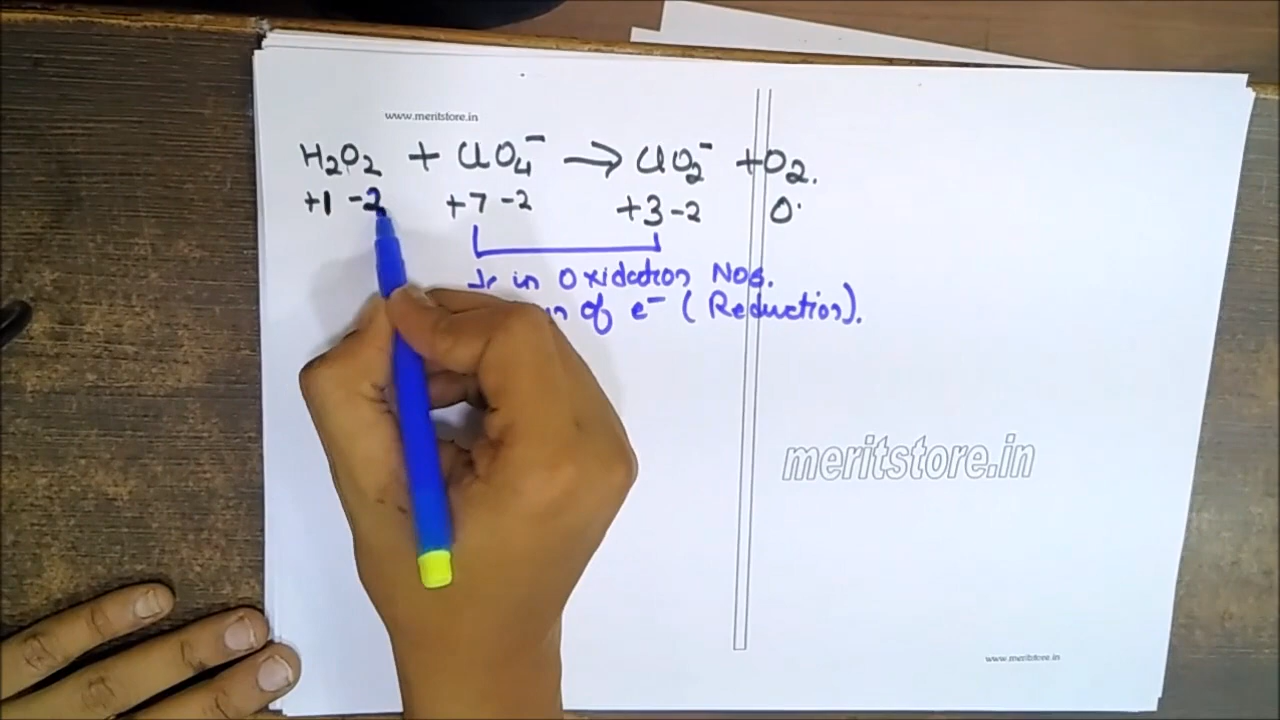 www.meritstore.in
H2O2 + ClO4^- → ClO2^- + O2.
+1 -2 +7 -2 +3 -2 0
↓ in Oxidation Nos.
of e^- (Reduction).
meritstore.in
www.meritstore.in